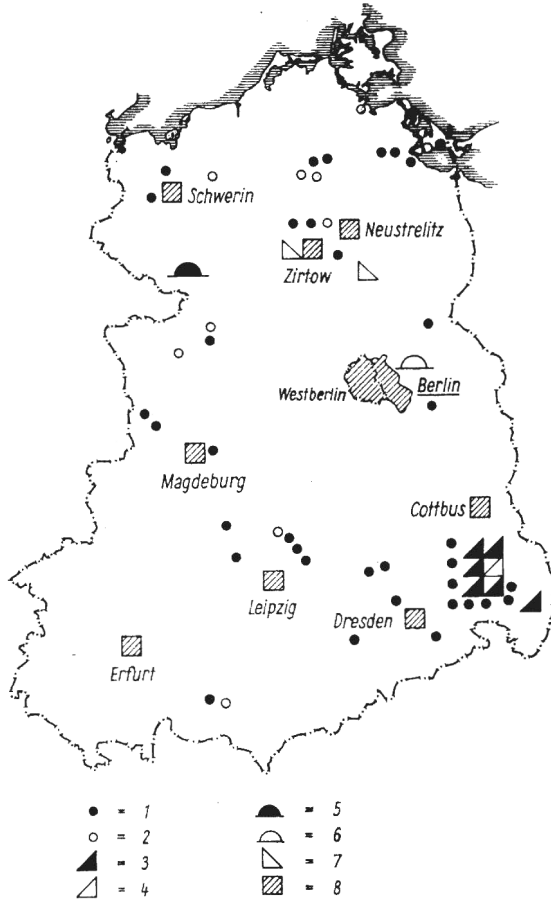 Schwerin
Neustrelitz
Zirtow
Westberlin
Berlin
Magdeburg
Cottbus
Leipzig
Dresden
Erfurt
= 1
= 2
= 3
= 4
= 5
= 6
= 7
= 8